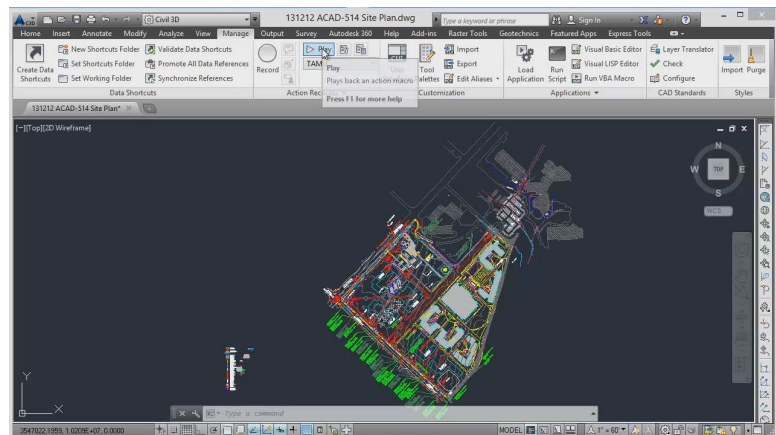 Civil 3D
131212 ACAD-514 Site Plan.dwg
Type a keyword or phrase
Sign In
Home Insert Annotate Modify Analyze View Manage Output Survey Autodesk 360 Help Add-ins Raster Tools Geotechnics Featured Apps Express Tools
New Shortcuts Folder Validate Data Shortcuts Play Import Visual Basic Editor Layer Translator
Set Shortcuts Folder Promote All Data References TAM Export Visual LISP Editor Check
Create Data Shortcuts Set Working Folder Synchronize References Record User Tool Palettes Edit Aliases Load Application Run Script Run VBA Macro Configure Import Purge
Play
Plays back an action macro
Press F1 for more help
Data Shortcuts Action Customization Applications CAD Standards Styles
131212 ACAD-514 Site Plan*
[-][Top][2D Wireframe]
N
W TOP E
S
WCS
Y
X
Type a command
3547022.1959, 1.0209E+07, 0.0000 MODEL 1" = 60'